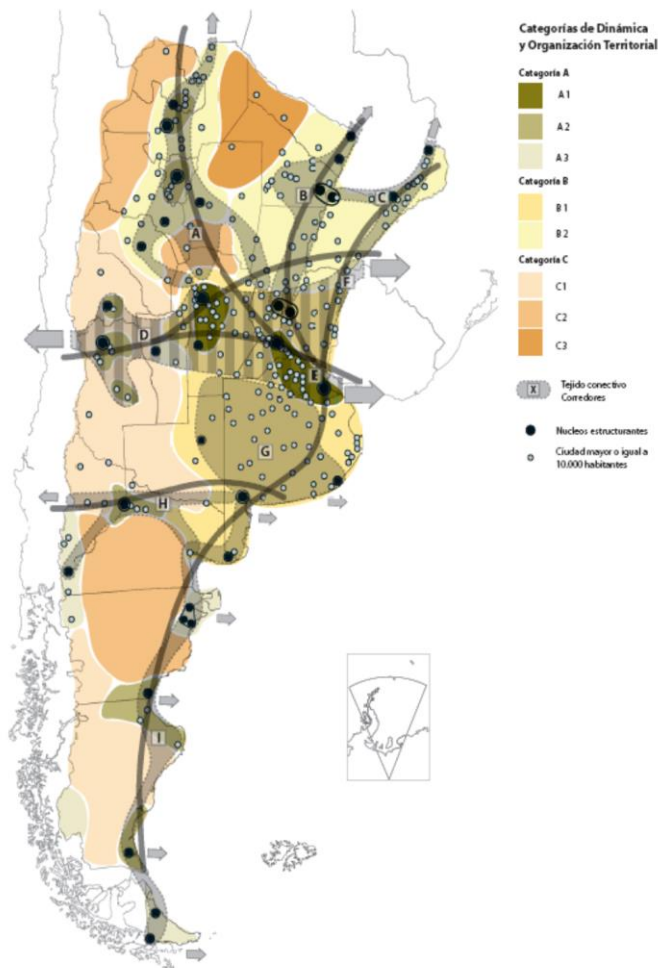 Categorías de Dinámica
y Organización Territorial
Categoría A
A 1
A 2
A 3
Categoría B
B 1
B 2
Categoría C
C1
C2
C3
X
Tejido conectivo
Corredores
Nucleos estructurantes
Ciudad mayor o igual a
10.000 habitantes
B
C
A
F
D
E
G
H
I